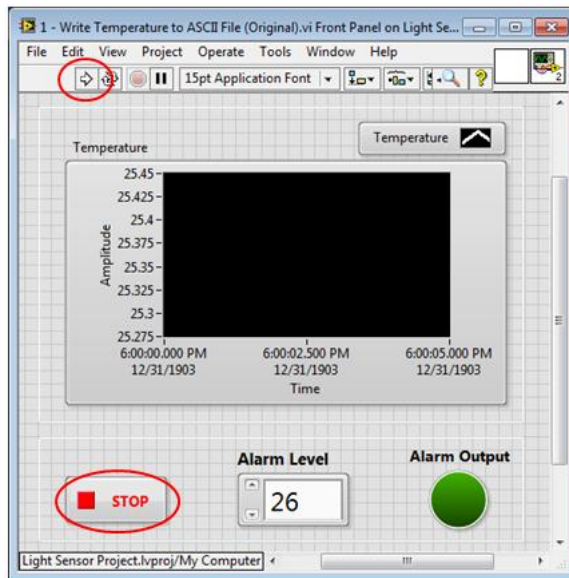 1 - Write Temperature to ASCII File (Original).vi Front Panel on Light Se...
File Edit View Project Operate Tools Window Help
15pt Application Font
2
Temperature
Temperature
25.45
25.425
25.4
25.375
25.35
25.325
25.3
25.275
Amplitude
6:00:00.000 PM 6:00:02.500 PM 6:00:05.000 PM
12/31/1903 12/31/1903 12/31/1903
Time
Alarm Level Alarm Output
STOP 26
Light Sensor Project.lvproj/My Computer